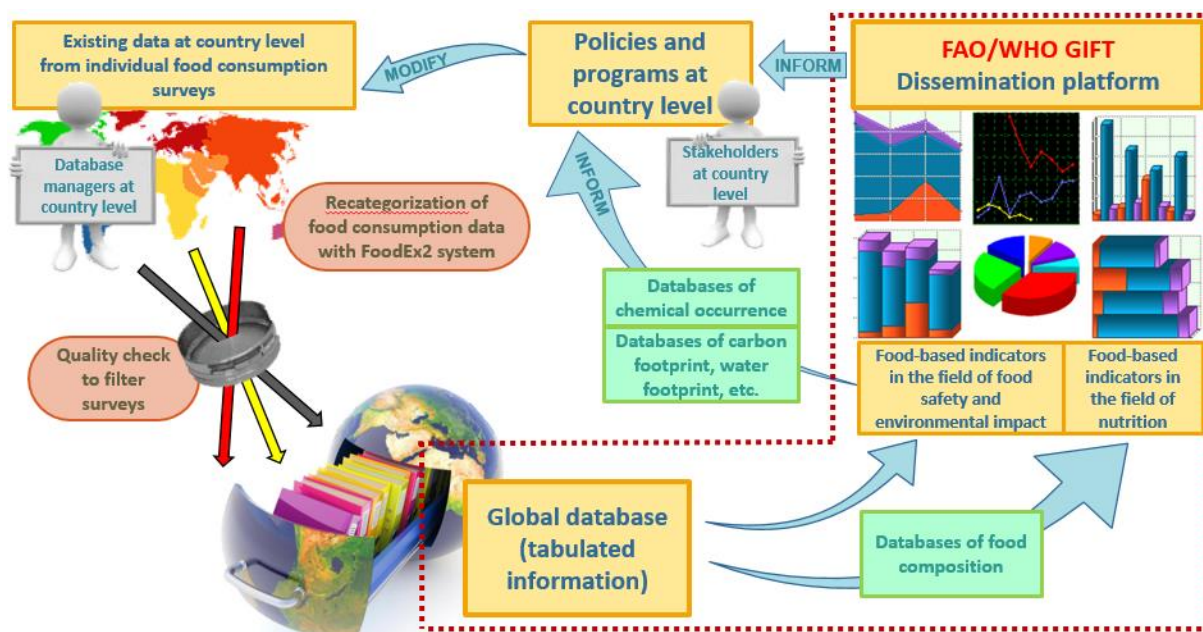 Existing data at country level
from individual food consumption
surveys
MODIFY
Policies and
programs at
country level
INFORM
FAO/WHO GIFT
Dissemination platform
Database
managers at
country level
Recategorization of
food consumption data
with FoodEx2 system
INFORM
Stakeholders
at country
level
Quality check
to filter
surveys
Databases of
chemical occurrence
Databases of carbon
footprint, water
footprint, etc.
Food-based indicators
in the field of food
safety and
environmental impact
Food-based
indicators in
the field of
nutrition
Global database
(tabulated
information)
Databases of food
composition